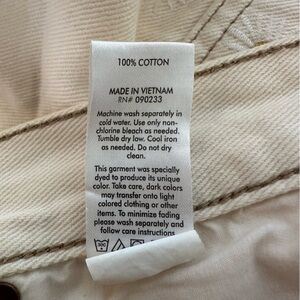 100% COTTON
MADE IN VIETNAM
RN# 090233
Machine wash separately in
cold water. Use only non-
chlorine bleach as needed.
Tumble dry low. Cool iron
as needed. Do not dry
clean.
This garment was specially
dyed to produce its unique
color. Take care, dark colors
may transfer onto light
colored clothing or other
items. To minimize fading
please wash separately and
follow care instructions